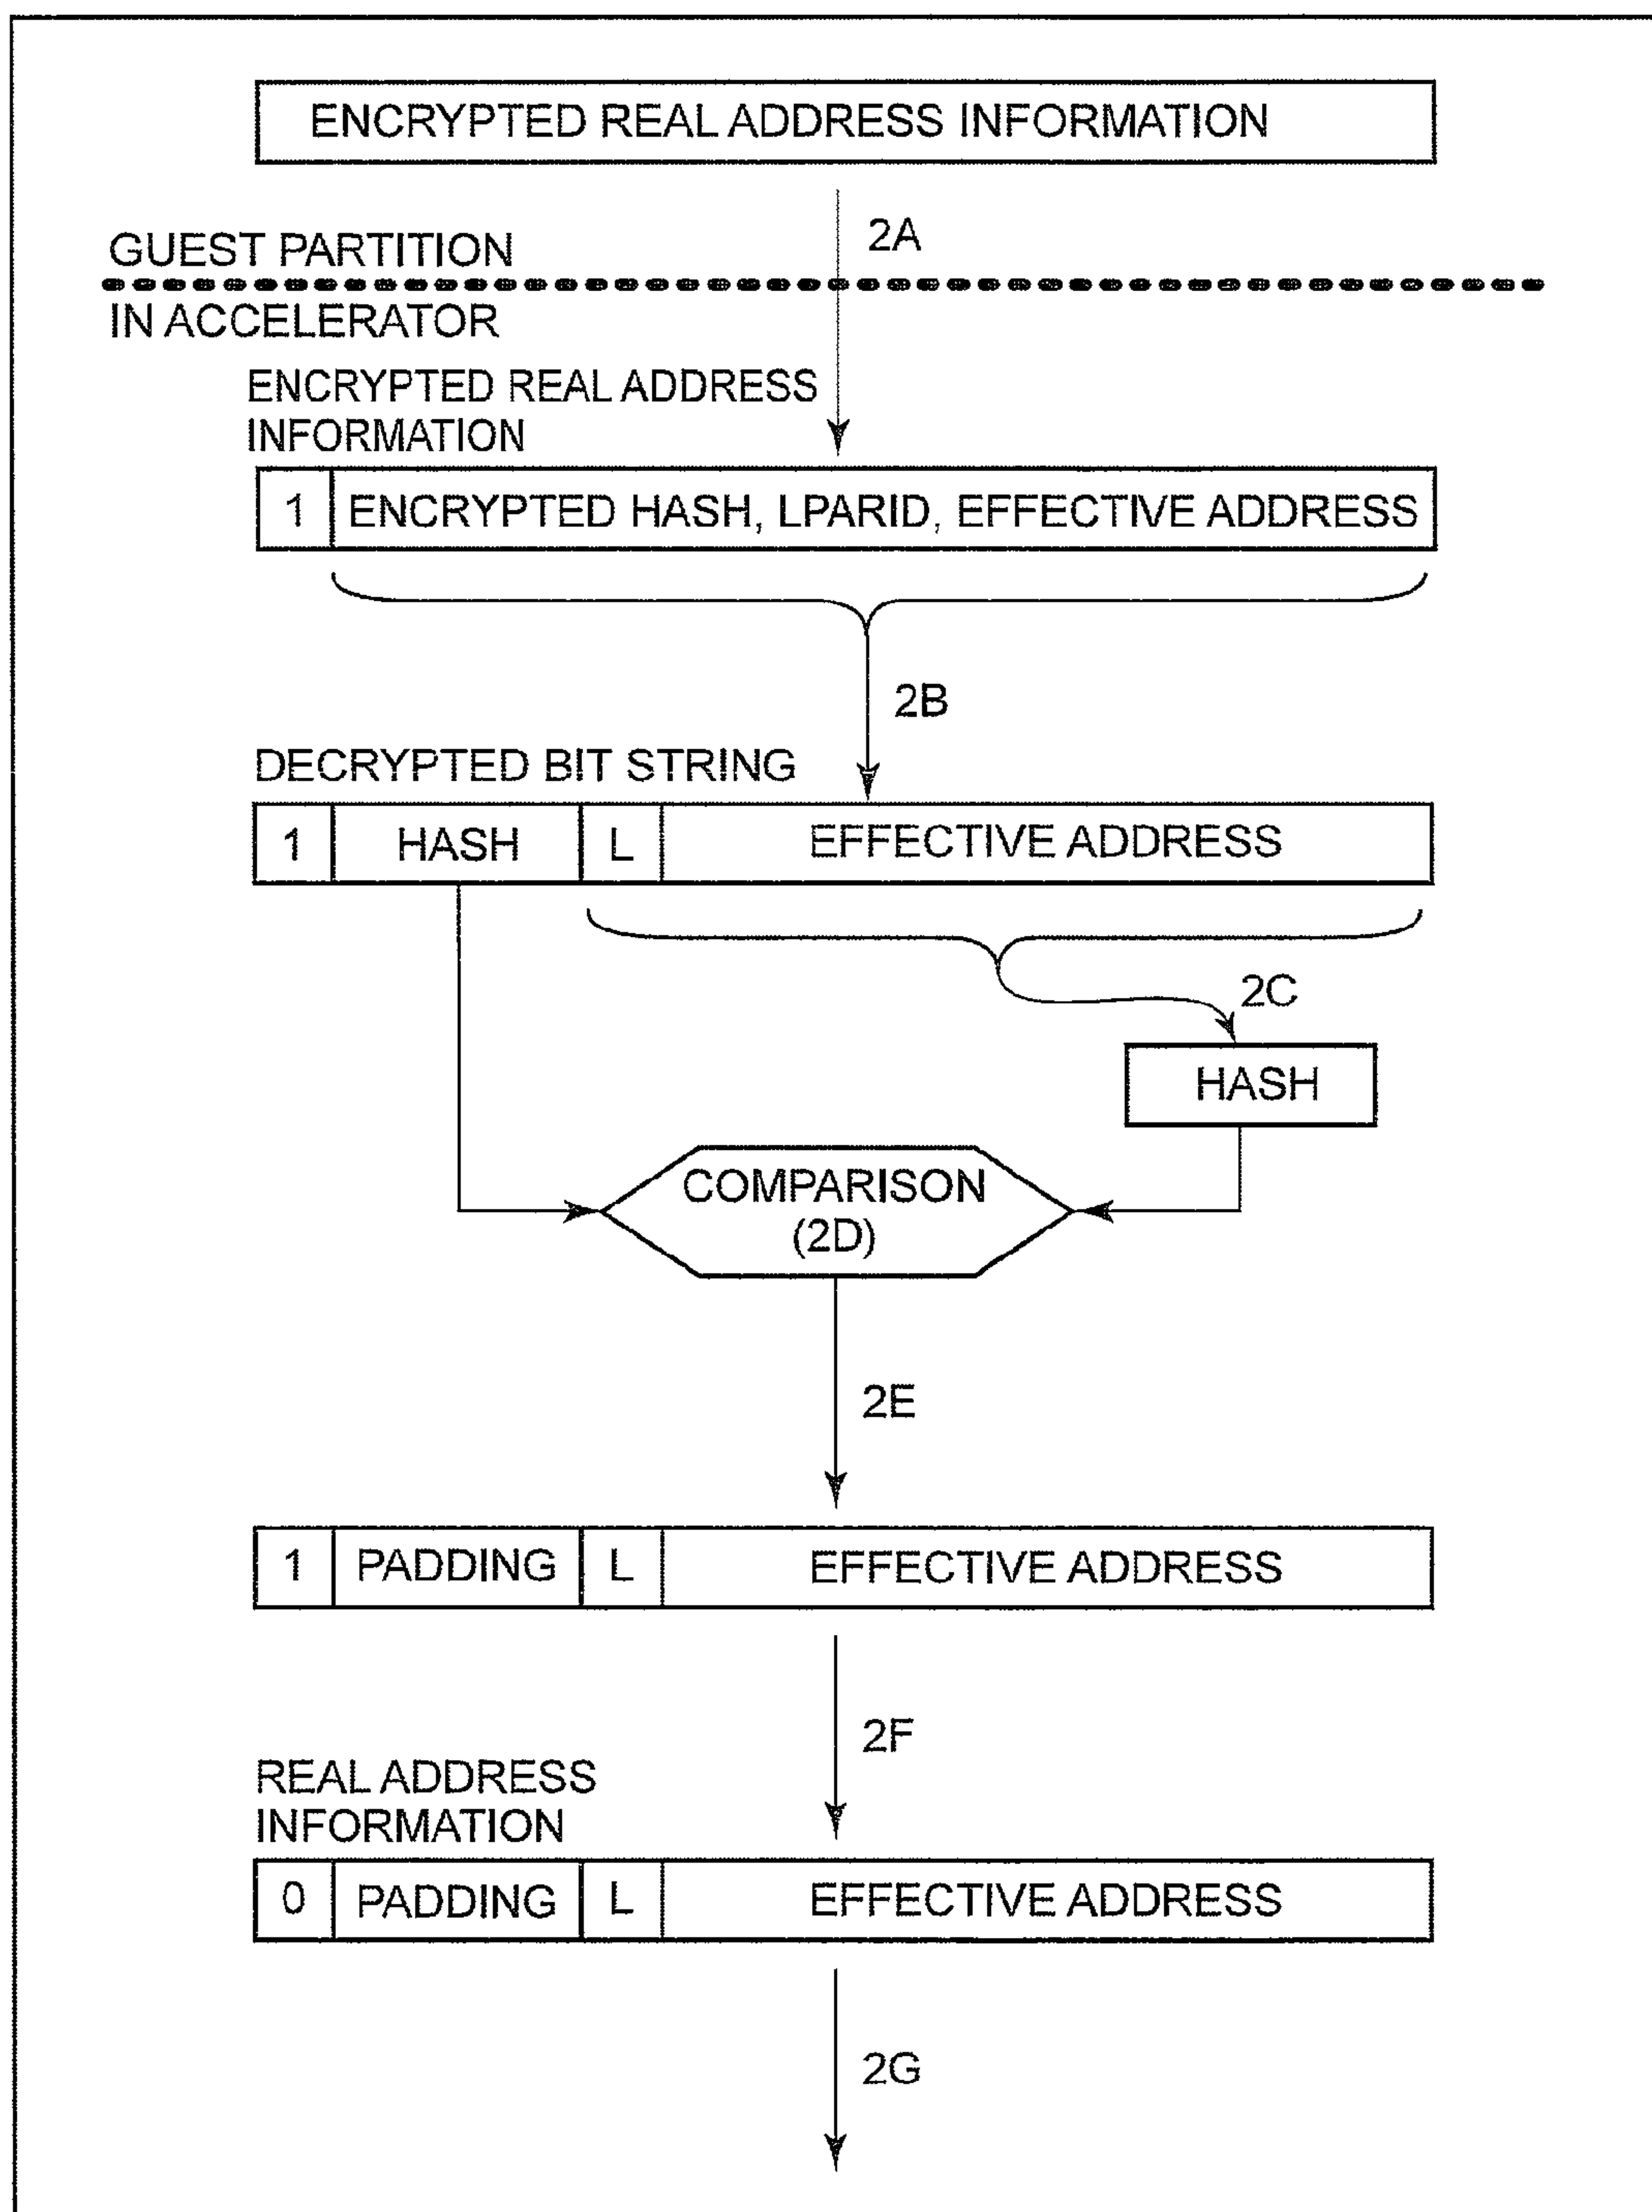 ENCRYPTED REAL ADDRESS INFORMATION
2A
GUEST PARTITION
IN ACCELERATOR
ENCRYPTED REAL ADDRESS
INFORMATION
1 ENCRYPTED HASH, LPARID, EFFECTIVE ADDRESS
2B
DECRYPTED BIT STRING
1 HASH L EFFECTIVE ADDRESS
2C
HASH
COMPARISON
(2D)
2E
1 PADDING L EFFECTIVE ADDRESS
2F
REAL ADDRESS
INFORMATION
0 PADDING L EFFECTIVE ADDRESS
2G